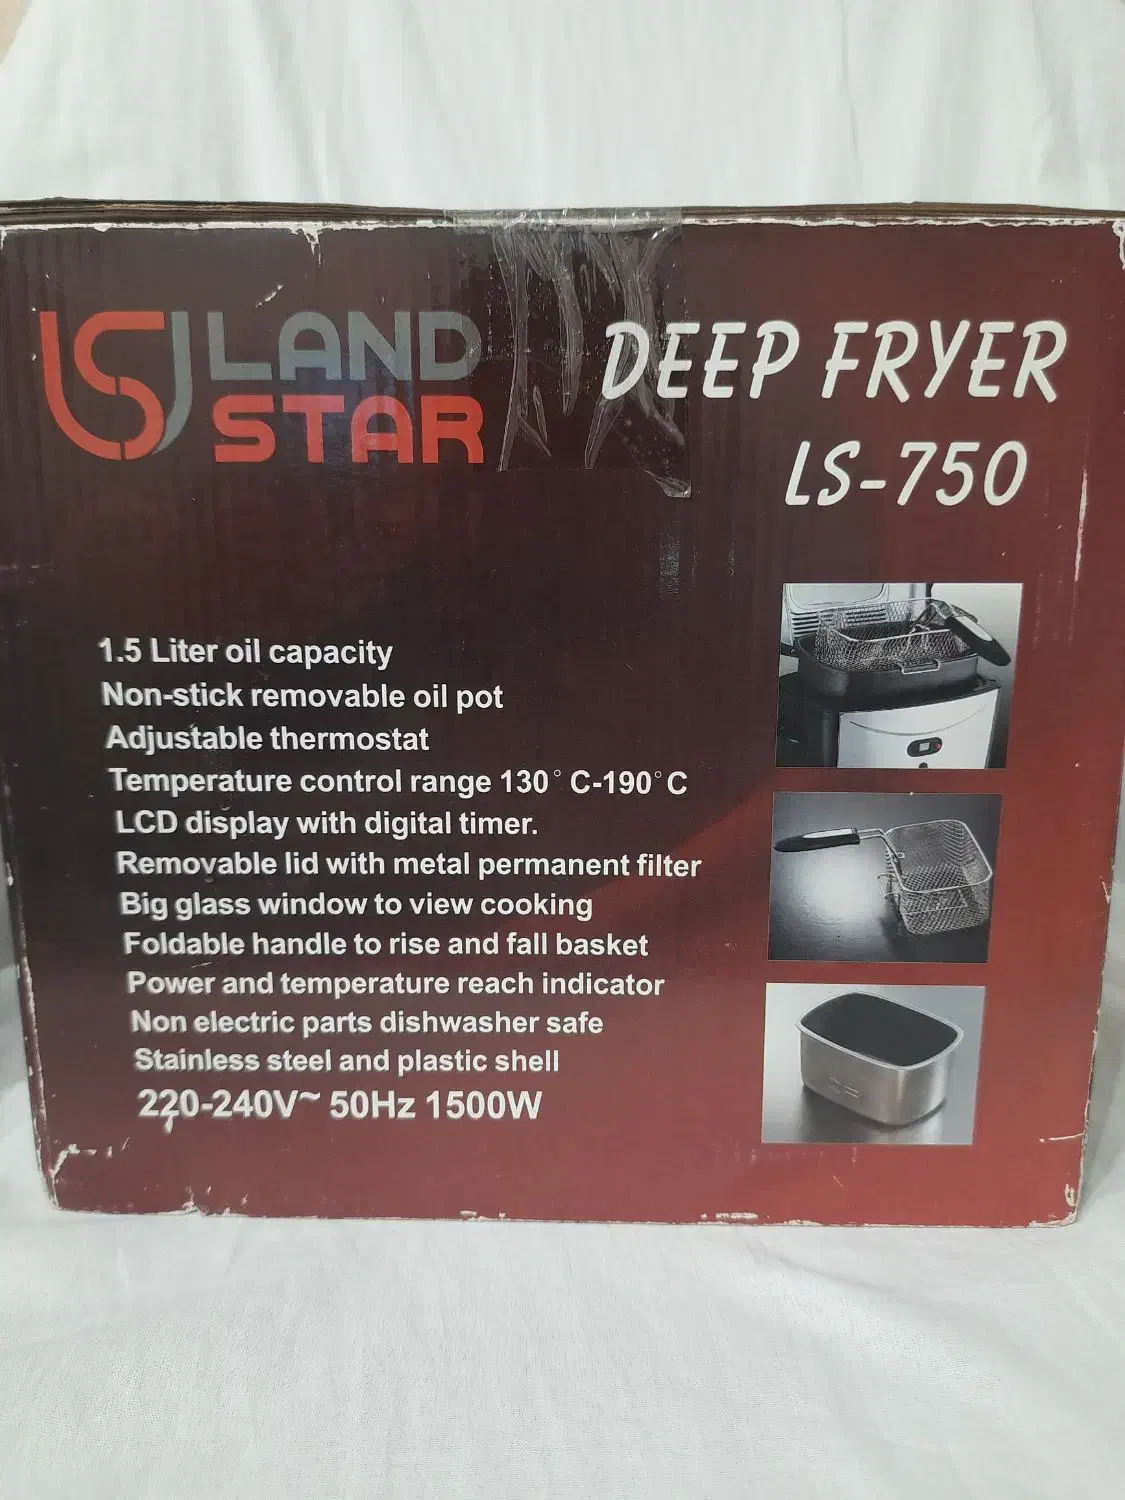 LS LAND
STAR
DEEP FRYER
LS-750
1.5 Liter oil capacity
Non-stick removable oil pot
Adjustable thermostat
Temperature control range 130°C-190°C
LCD display with digital timer.
Removable lid with metal permanent filter
Big glass window to view cooking
Foldable handle to rise and fall basket
Power and temperature reach indicator
Non electric parts dishwasher safe
Stainless steel and plastic shell
220-240V~ 50Hz 1500W